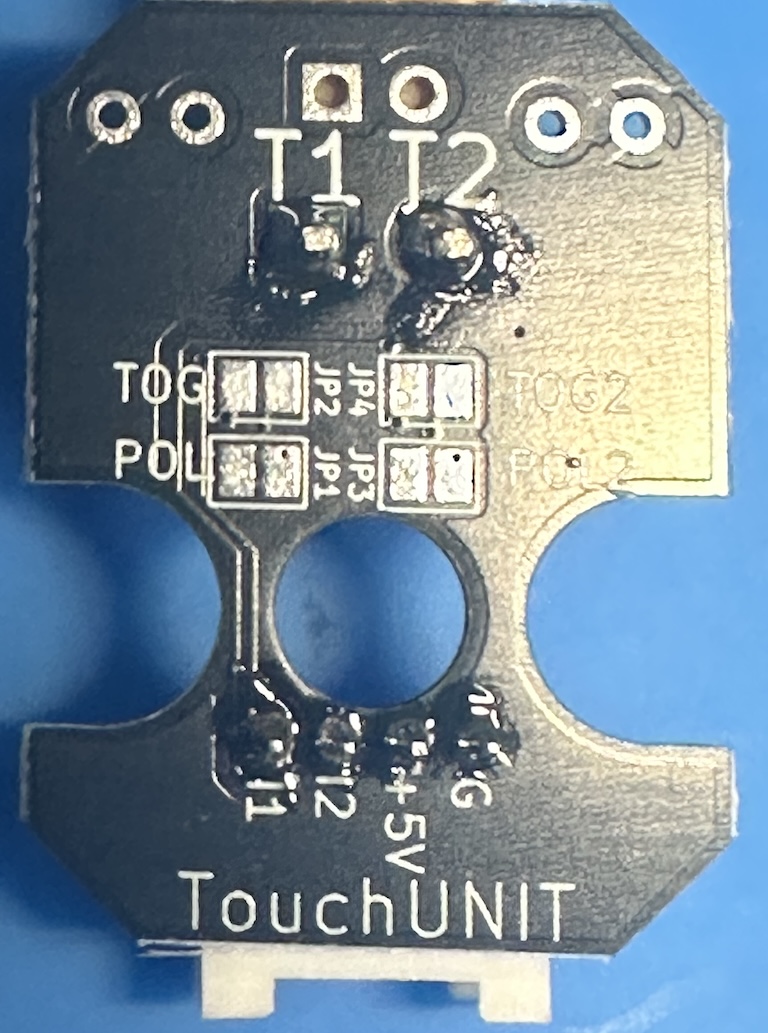 T1 T2
TOG JP2 JP4 TOG2
POL JP1 JP3 POL2
I1 I2 +5V G
TouchUNIT